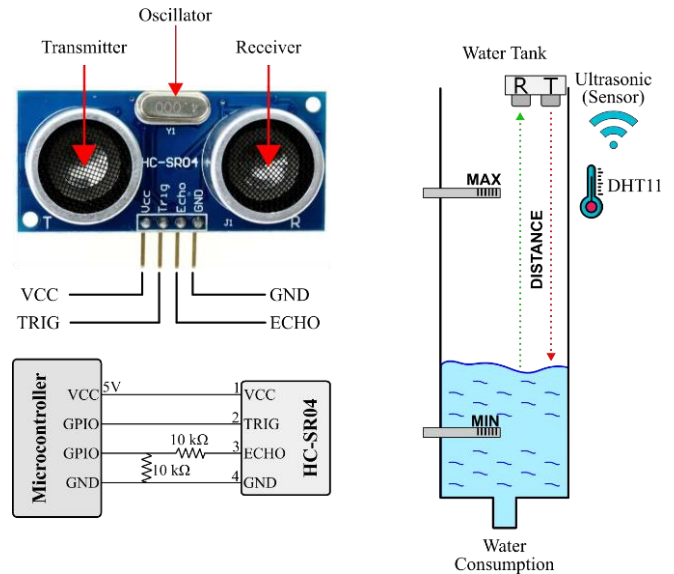 Oscillator
Transmitter
Receiver
4.000
Y1
HC-SR04
Vcc
Trig
Echo
GND
T
J1
R
VCC
GND
TRIG
ECHO
Microcontroller
VCC
5V
1
VCC
GPIO
2
TRIG
GPIO
10 kΩ
3
ECHO
10 kΩ
GND
4
GND
HC-SR04
Water Tank
R T
Ultrasonic
(Sensor)
MAX
DHT11
DISTANCE
MIN
Water
Consumption